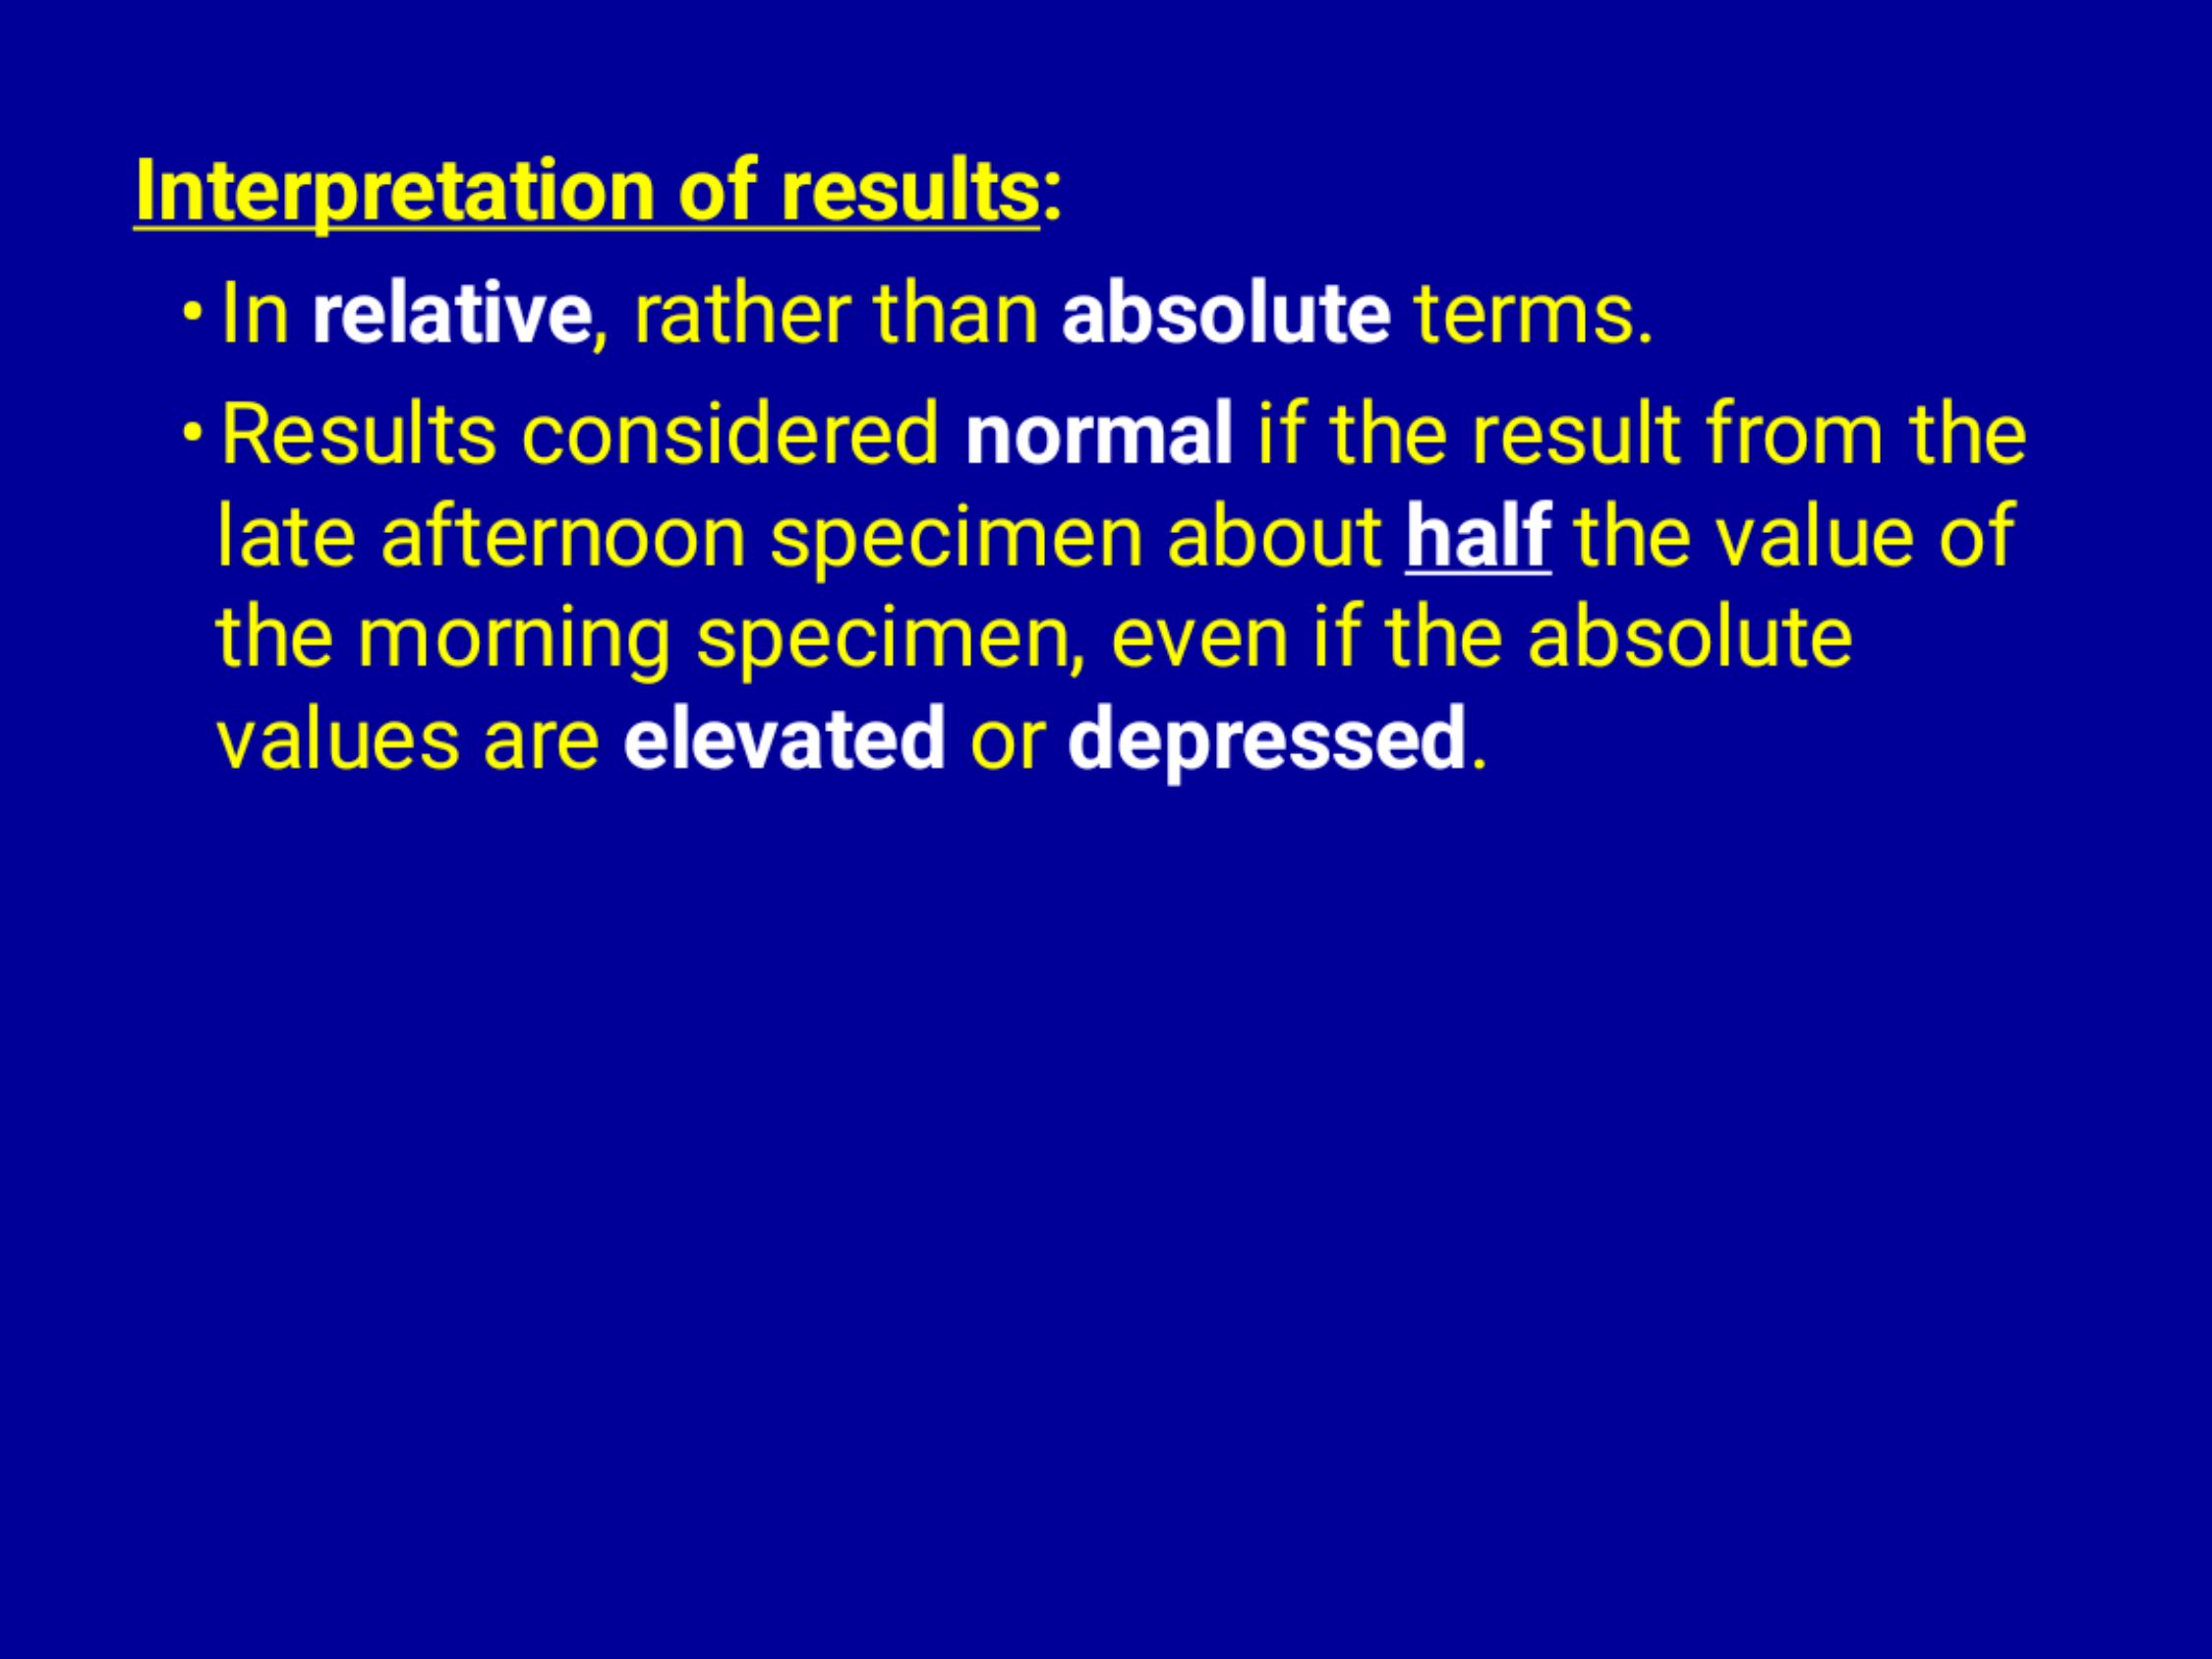 Interpretation of results:
• In relative, rather than absolute terms.
• Results considered normal if the result from the
late afternoon specimen about half the value of
the morning specimen, even if the absolute
values are elevated or depressed.